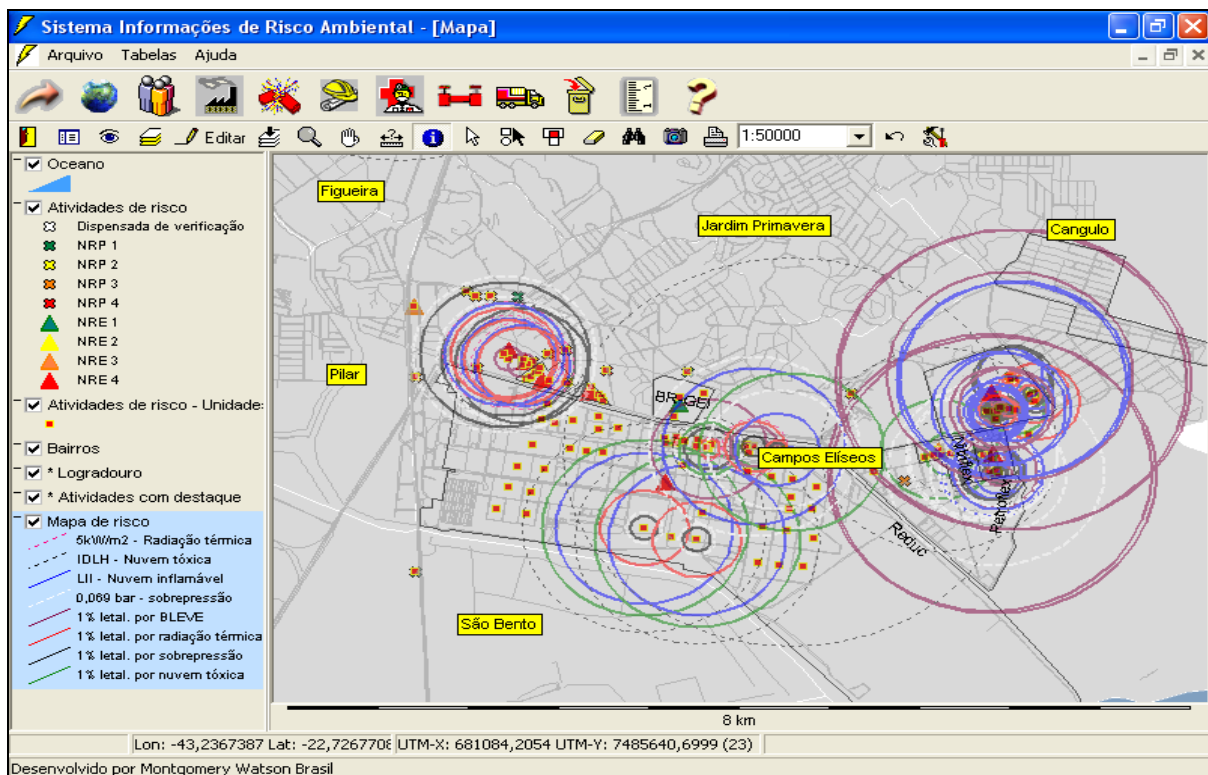 Sistema Informações de Risco Ambiental - [Mapa]
Arquivo Tabelas Ajuda
Editar 1:50000
Oceano
Atividades de risco
Dispensada de verificação
NRP 1
NRP 2
NRP 3
NRP 4
NRE 1
NRE 2
NRE 3
NRE 4
Atividades de risco - Unidade:
Bairros
* Logradouro
* Atividades com destaque
Mapa de risco
5kW/m2 - Radiação térmica
IDLH - Nuvem tóxica
LII - Nuvem inflamável
0,069 bar - sobrepressão
1% letal. por BLEVE
1% letal. por radiação térmica
1% letal. por sobrepressão
1% letal. por nuvem tóxica
Figueira
Jardim Primavera
Cangulo
Pilar
Campos Elíseos
Reduc
Petroflex
São Bento
8 km
Lon: -43,2367387 Lat: -22,7267708 UTM-X: 681084,2054 UTM-Y: 7485640,6999 (23)
Desenvolvido por Montgomery Watson Brasil